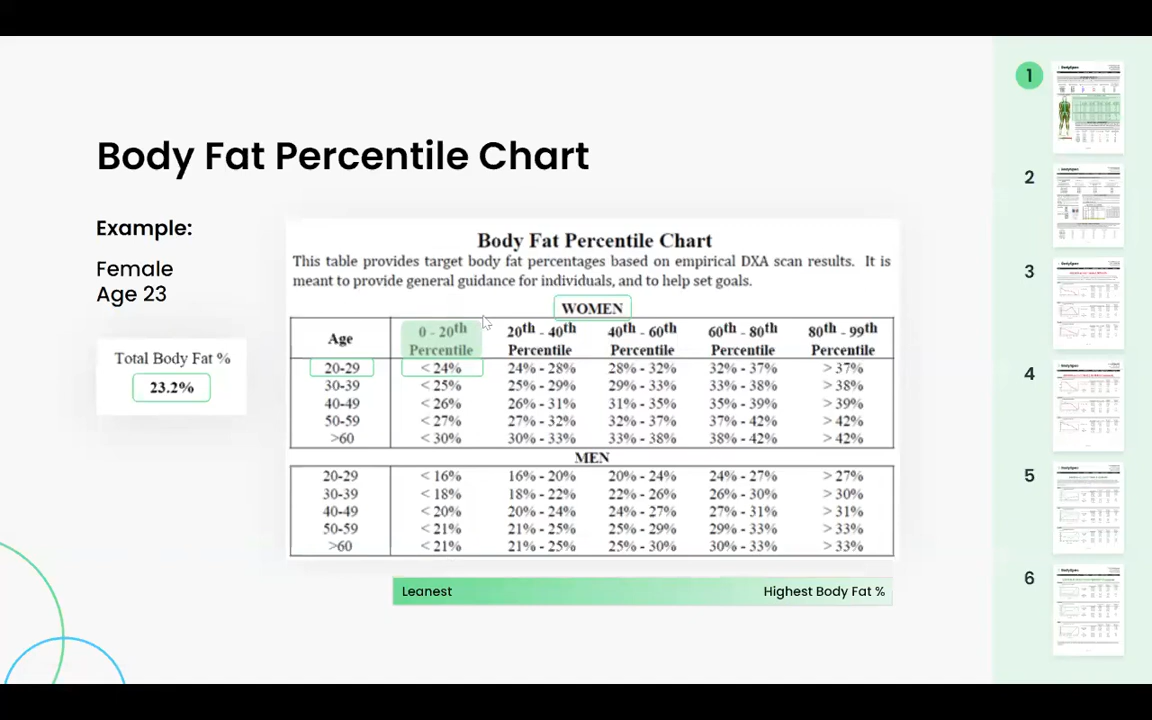 Body Fat Percentile Chart
Example:
Female
Age 23
Total Body Fat %
23.2%
Body Fat Percentile Chart
This table provides target body fat percentages based on empirical DXA scan results. It is
meant to provide general guidance for individuals, and to help set goals.
WOMEN
Age 0 - 20th Percentile 20th - 40th Percentile 40th - 60th Percentile 60th - 80th Percentile 80th - 99th Percentile
20-29 < 24% 24% - 28% 28% - 32% 32% - 37% > 37%
30-39 < 25% 25% - 29% 29% - 33% 33% - 38% > 38%
40-49 < 26% 26% - 31% 31% - 35% 35% - 39% > 39%
50-59 < 27% 27% - 32% 32% - 37% 37% - 42% > 42%
>60 < 30% 30% - 33% 33% - 38% 38% - 42% > 42%
MEN
20-29 < 16% 16% - 20% 20% - 24% 24% - 27% > 27%
30-39 < 18% 18% - 22% 22% - 26% 26% - 30% > 30%
40-49 < 20% 20% - 24% 24% - 27% 27% - 31% > 31%
50-59 < 21% 21% - 25% 25% - 29% 29% - 33% > 33%
>60 < 21% 21% - 25% 25% - 30% 30% - 33% > 33%
Leanest Highest Body Fat %
1
2
3
4
5
6